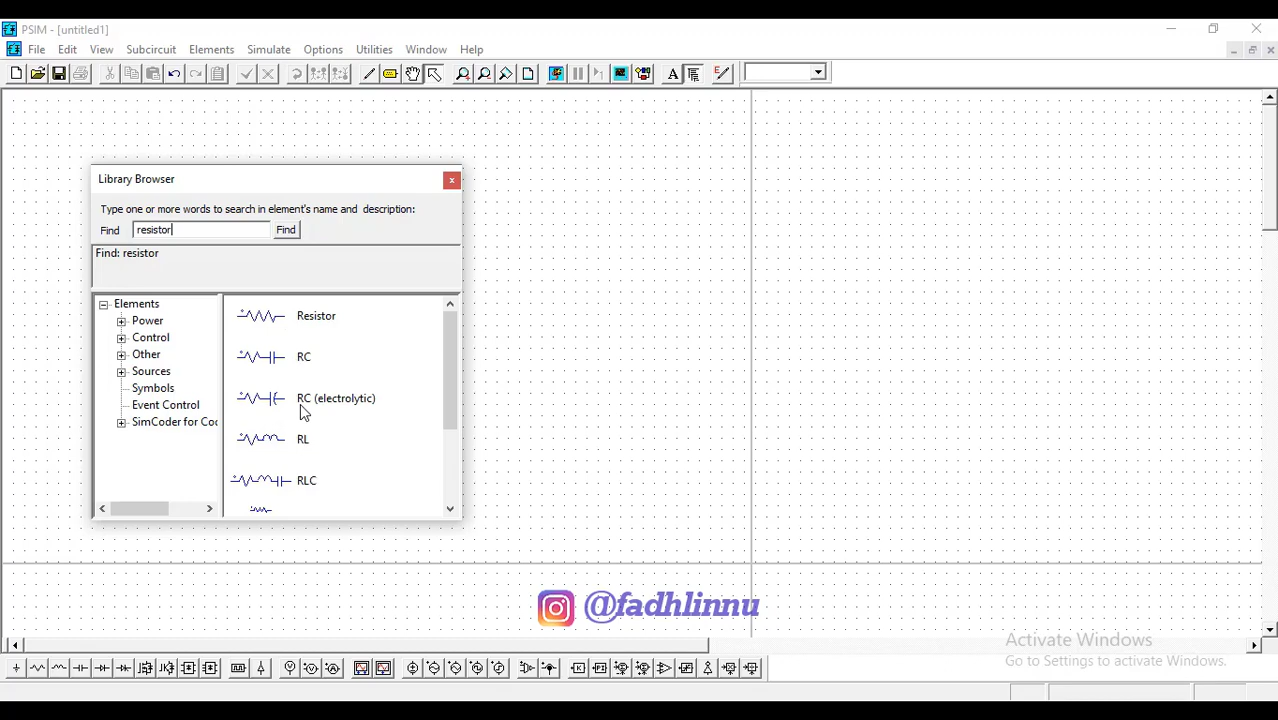 PSIM - [untitled1]
File Edit View Subcircuit Elements Simulate Options Utilities Window Help
Library Browser
Type one or more words to search in element's name and description:
Find resistor Find
Find: resistor
Elements
Power
Control
Other
Sources
Symbols
Event Control
SimCoder for Coc
Resistor
RC
RC (electrolytic)
RL
RLC
@fadhlinnu
Activate Windows
Go to Settings to activate Windows.